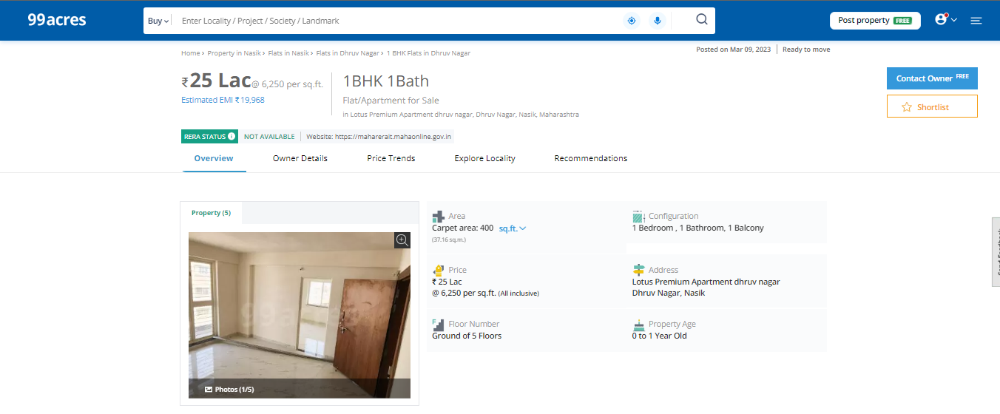 99acres
Buy
Enter Locality / Project / Society / Landmark
Post property FREE
Home > Property in Nasik > Flats in Nasik > Flats in Dhruv Nagar > 1 BHK Flats in Dhruv Nagar
Posted on Mar 09, 2023 | Ready to move
₹25 Lac@ 6,250 per sq.ft.
Estimated EMI ₹19,968
1BHK 1Bath
Flat/Apartment for Sale
in Lotus Premium Apartment dhruv nagar, Dhruv Nagar, Nasik, Maharashtra
Contact Owner FREE
Shortlist
RERA STATUS i NOT AVAILABLE | Website: https://maharerait.mahaonline.gov.in
Overview Owner Details Price Trends Explore Locality Recommendations
Property (5)
99acres
Photos (1/5)
Area
Carpet area: 400 sq.ft.
(37.16 sq.m.)
Configuration
1 Bedroom , 1 Bathroom, 1 Balcony
Price
₹ 25 Lac
@ 6,250 per sq.ft. (All inclusive)
Address
Lotus Premium Apartment dhruv nagar
Dhruv Nagar, Nasik
Floor Number
Ground of 5 Floors
Property Age
0 to 1 Year Old